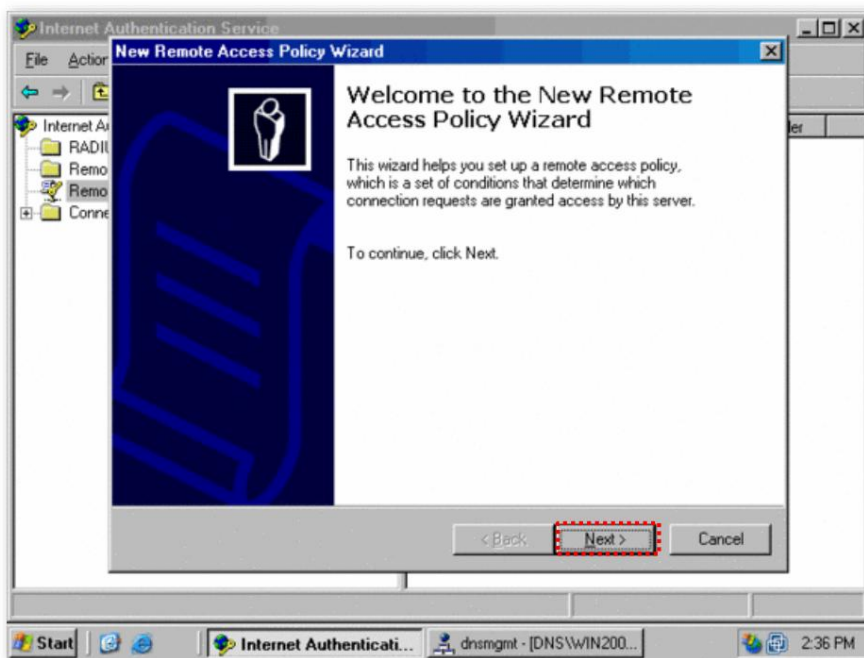 Internet Authentication Service
File Action
New Remote Access Policy Wizard
Internet Au
RADIU
Remo
Remo
Conne
Welcome to the New Remote
Access Policy Wizard
This wizard helps you set up a remote access policy,
which is a set of conditions that determine which
connection requests are granted access by this server.
To continue, click Next.
der
< Back
Next >
Cancel
Start
Internet Authenticati...
dnsmgmt - [DNS\WIN200...
2:36 PM